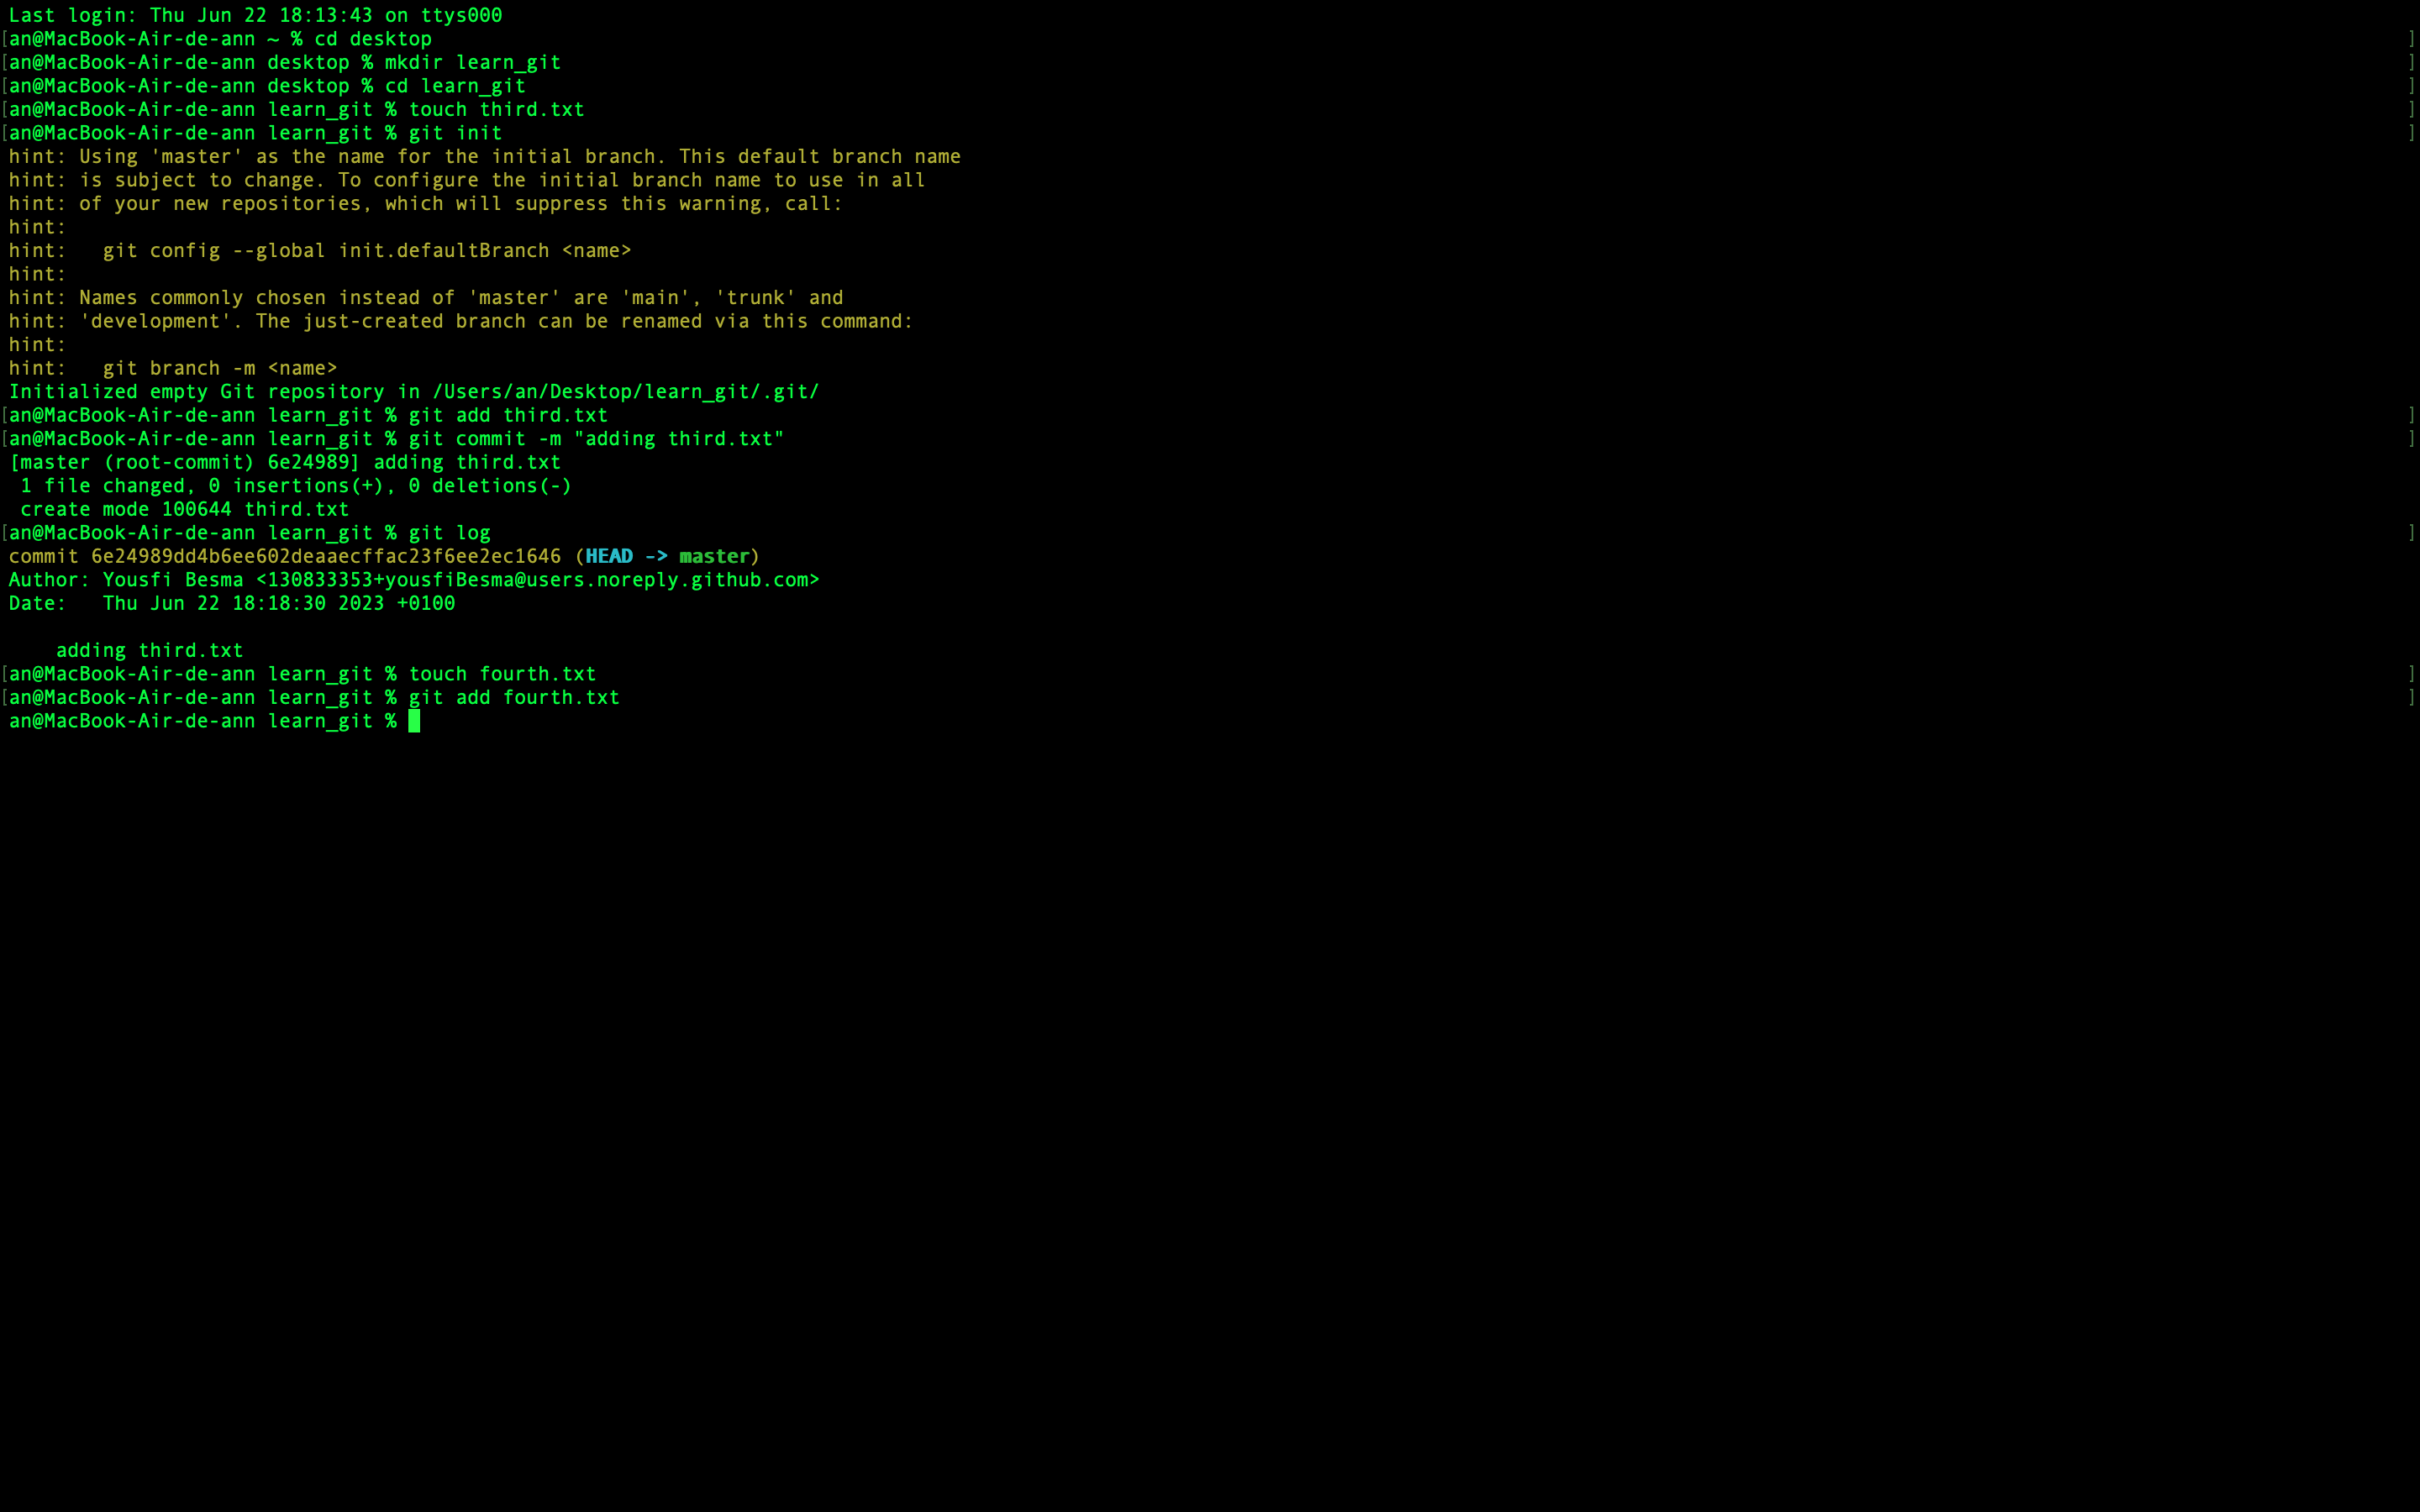 Last login: Thu Jun 22 18:13:43 on ttys000
[an@MacBook-Air-de-ann ~ % cd desktop ]
[an@MacBook-Air-de-ann desktop % mkdir learn_git ]
[an@MacBook-Air-de-ann desktop % cd learn_git ]
[an@MacBook-Air-de-ann learn_git % touch third.txt ]
[an@MacBook-Air-de-ann learn_git % git init ]
hint: Using 'master' as the name for the initial branch. This default branch name
hint: is subject to change. To configure the initial branch name to use in all
hint: of your new repositories, which will suppress this warning, call:
hint:
hint:   git config --global init.defaultBranch <name>
hint:
hint: Names commonly chosen instead of 'master' are 'main', 'trunk' and
hint: 'development'. The just-created branch can be renamed via this command:
hint:
hint:   git branch -m <name>
Initialized empty Git repository in /Users/an/Desktop/learn_git/.git/
[an@MacBook-Air-de-ann learn_git % git add third.txt ]
[an@MacBook-Air-de-ann learn_git % git commit -m "adding third.txt" ]
[master (root-commit) 6e24989] adding third.txt
 1 file changed, 0 insertions(+), 0 deletions(-)
 create mode 100644 third.txt
[an@MacBook-Air-de-ann learn_git % git log ]
commit 6e24989dd4b6ee602deaaecffac23f6ee2ec1646 (HEAD -> master)
Author: Yousfi Besma <130833353+yousfiBesma@users.noreply.github.com>
Date:   Thu Jun 22 18:18:30 2023 +0100
    adding third.txt
[an@MacBook-Air-de-ann learn_git % touch fourth.txt ]
[an@MacBook-Air-de-ann learn_git % git add fourth.txt ]
an@MacBook-Air-de-ann learn_git %